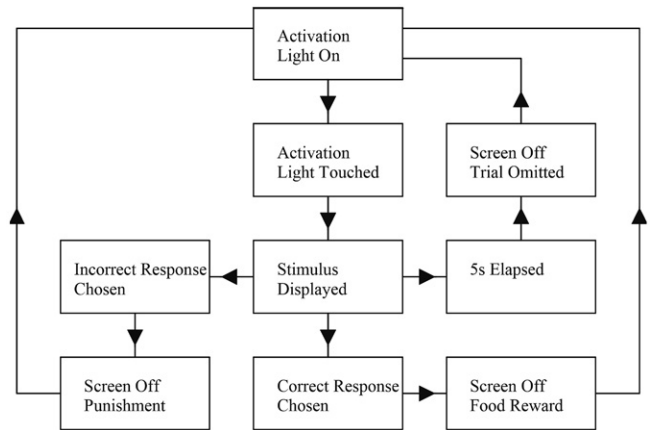 Activation
Light On
Activation
Light Touched
Screen Off
Trial Omitted
Incorrect Response
Chosen
Stimulus
Displayed
5s Elapsed
Screen Off
Punishment
Correct Response
Chosen
Screen Off
Food Reward